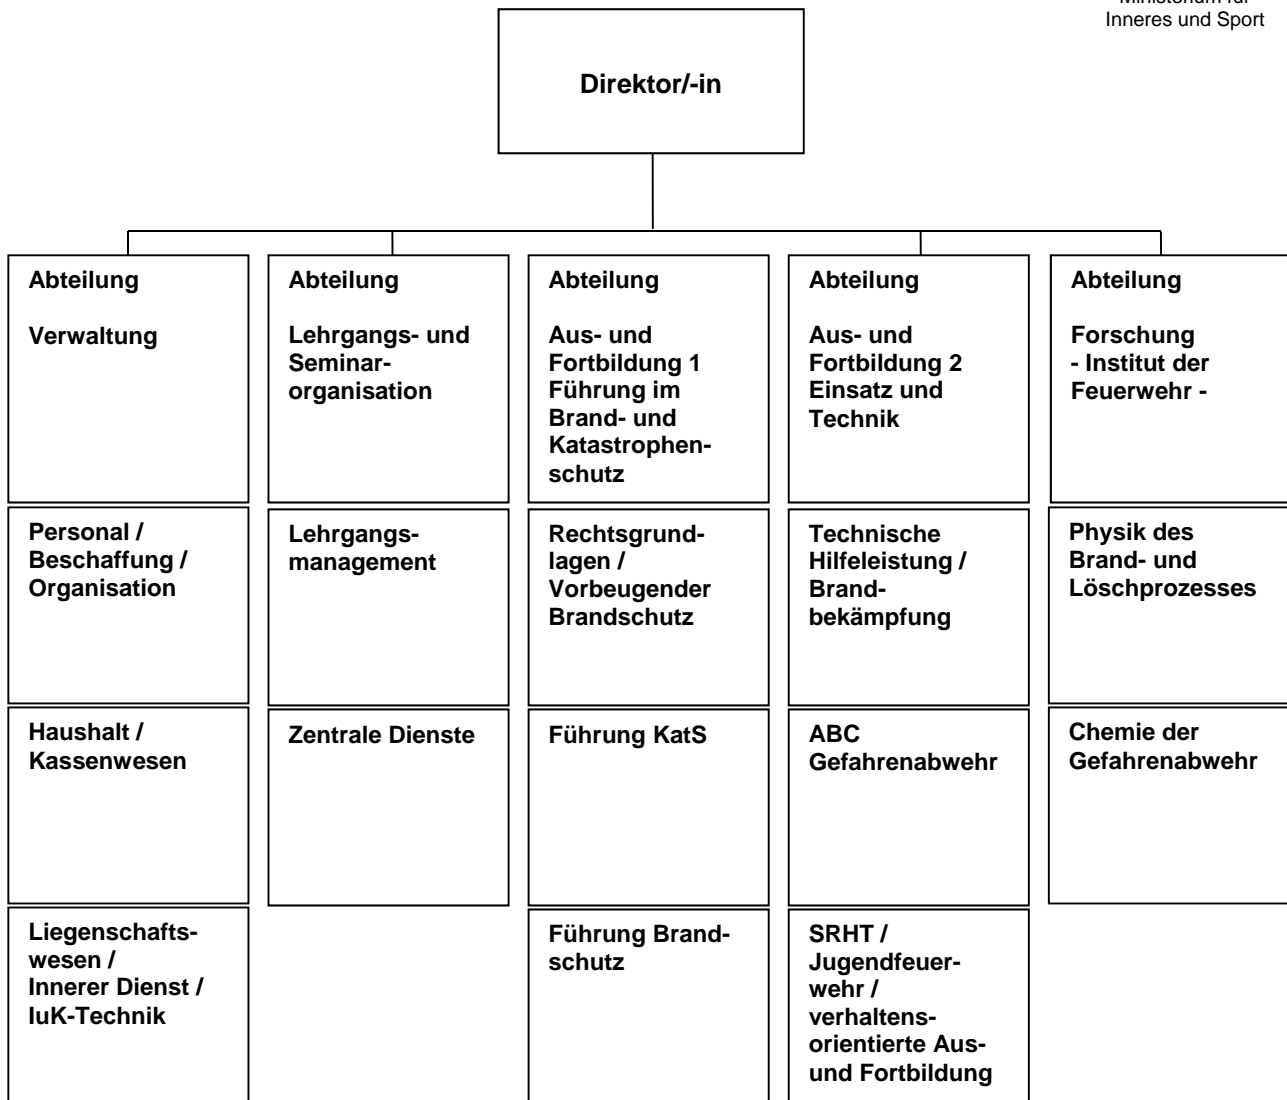 Ministerium für
Inneres und Sport
Direktor/-in
Abteilung
Verwaltung
Personal /
Beschaffung /
Organisation
Haushalt /
Kassenwesen
Liegenschafts-
wesen /
Innerer Dienst /
IuK-Technik
Abteilung
Lehrgangs- und
Seminar-
organisation
Lehrgangs-
management
Zentrale Dienste
Abteilung
Aus- und
Fortbildung 1
Führung im
Brand- und
Katastrophen-
schutz
Rechtsgrund-
lagen /
Vorbeugender
Brandschutz
Führung KatS
Führung Brand-
schutz
Abteilung
Aus- und
Fortbildung 2
Einsatz und
Technik
Technische
Hilfeleistung /
Brand-
bekämpfung
ABC
Gefahrenabwehr
SRHT /
Jugendfeuer-
wehr /
verhaltens-
orientierte Aus-
und Fortbildung
Abteilung
Forschung
- Institut der
Feuerwehr -
Physik des
Brand- und
Löschprozesses
Chemie der
Gefahrenabwehr